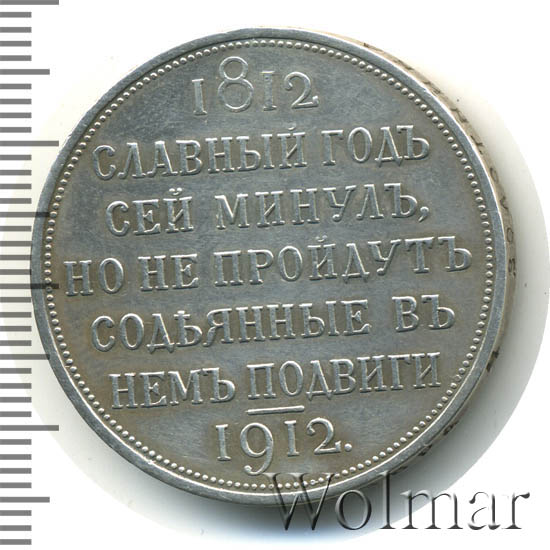 1812
СЛАВНЫЙ ГОДЪ
СЕЙ МИНУЛЪ,
НО НЕ ПРОЙДУТЪ
СОДѢЯННЫЕ ВЪ
НЕМЪ ПОДВИГИ
1912.
Wolmar